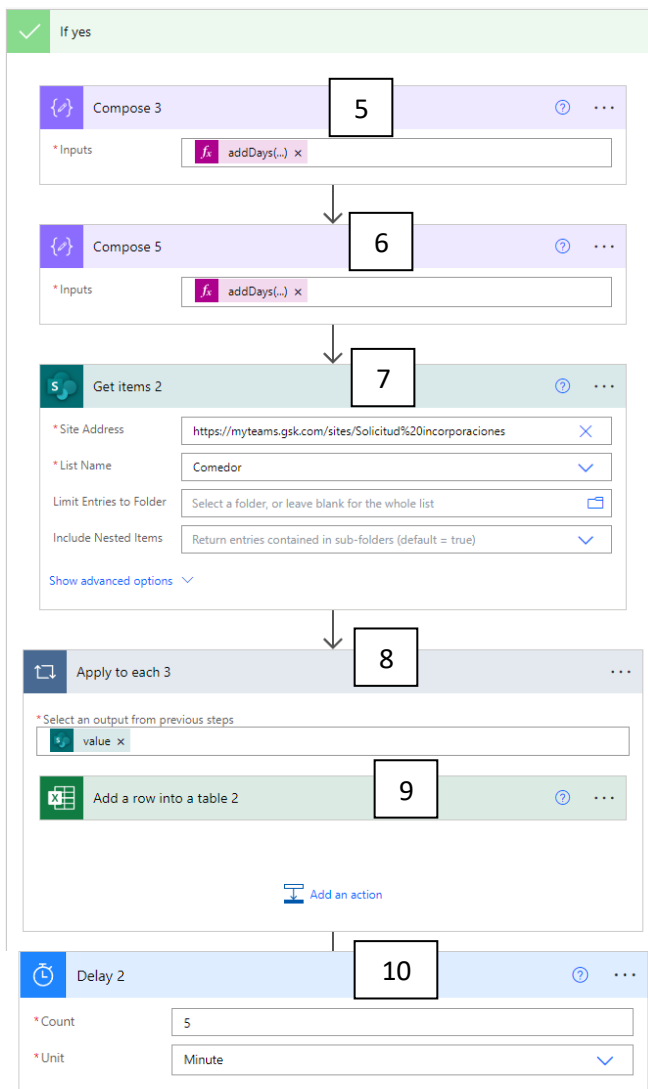 If yes
Compose 3
5
* Inputs
fx addDays(...) ×
Compose 5
6
* Inputs
fx addDays(...) ×
Get items 2
7
* Site Address
https://myteams.gsk.com/sites/Solicitud%20incorporaciones
* List Name
Comedor
Limit Entries to Folder
Select a folder, or leave blank for the whole list
Include Nested Items
Return entries contained in sub-folders (default = true)
Show advanced options
8
Apply to each 3
* Select an output from previous steps
value ×
Add a row into a table 2
9
Add an action
10
Delay 2
* Count
5
* Unit
Minute